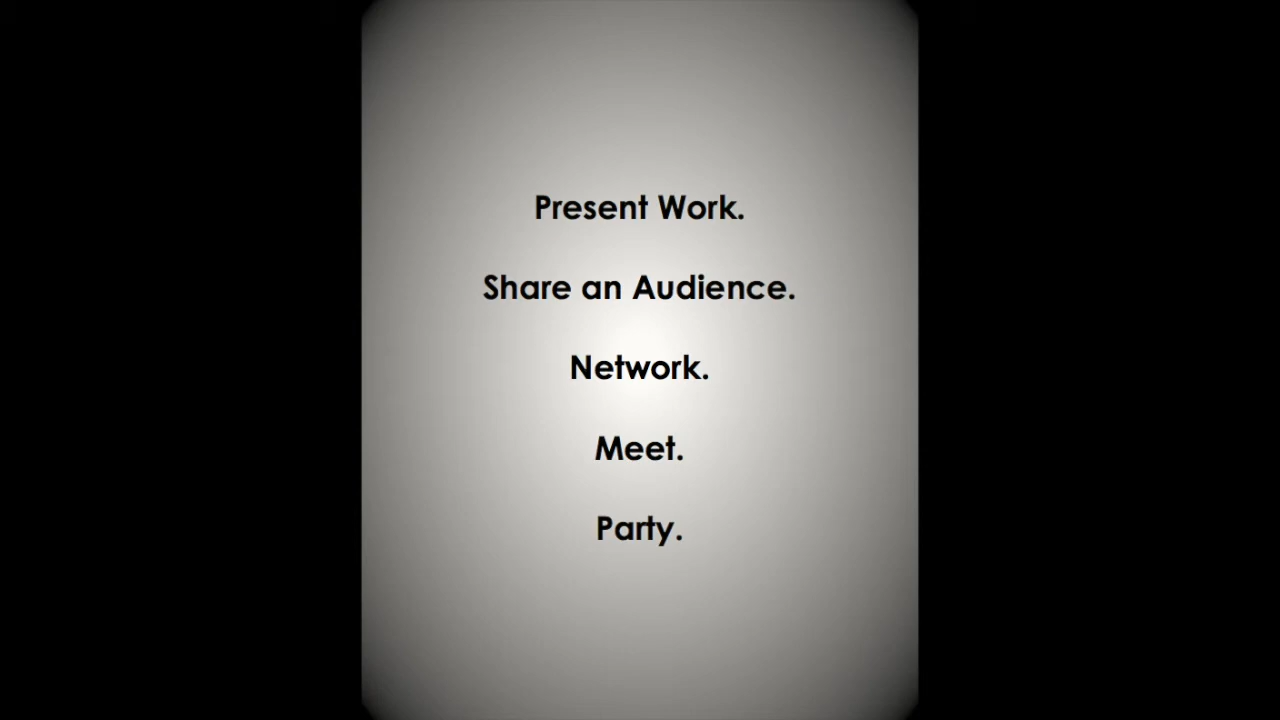 Present Work.
Share an Audience.
Network.
Meet.
Party.